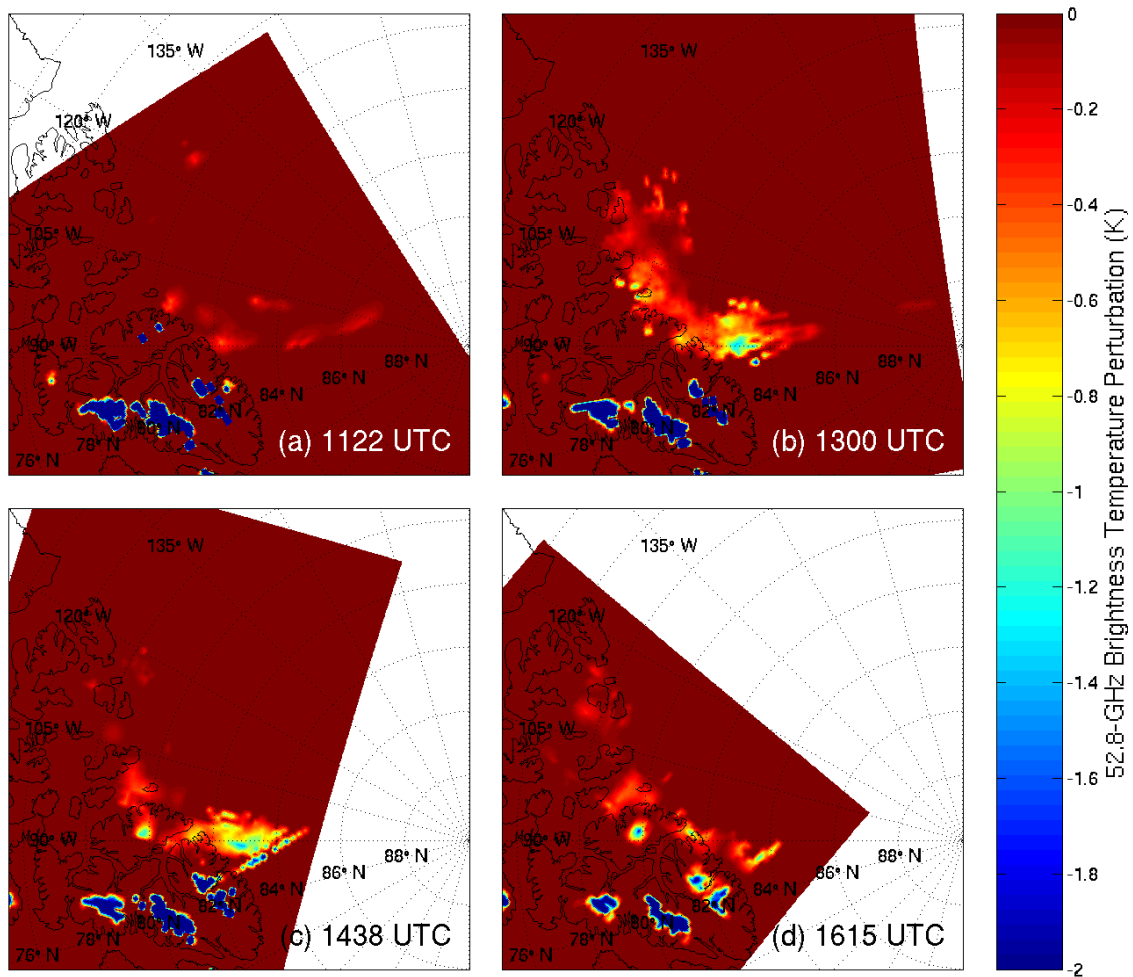 135° W
120° W
105° W
90° W
88° N
86° N
84° N
82° N
80° N
78° N
76° N
(a) 1122 UTC
135° W
120° W
105° W
90° W
88° N
86° N
84° N
82° N
80° N
78° N
76° N
(b) 1300 UTC
135° W
120° W
105° W
90° W
88° N
86° N
84° N
82° N
80° N
78° N
76° N
(c) 1438 UTC
135° W
120° W
105° W
90° W
88° N
86° N
84° N
82° N
80° N
78° N
76° N
(d) 1615 UTC
0
-0.2
-0.4
-0.6
-0.8
-1
-1.2
-1.4
-1.6
-1.8
-2
52.8-GHz Brightness Temperature Perturbation (K)